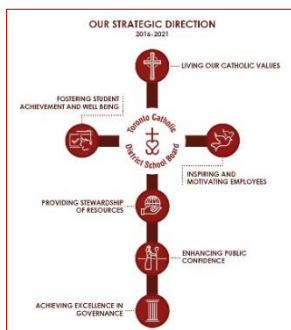 OUR STRATEGIC DIRECTION
2016-2021
LIVING OUR CATHOLIC VALUES
FOSTERING STUDENT
ACHIEVEMENT AND WELL BEING
Toronto Catholic
District School Board
INSPIRING AND
MOTIVATING EMPLOYEES
PROVIDING STEWARDSHIP
OF RESOURCES
ENHANCING PUBLIC
CONFIDENCE
ACHIEVING EXCELLENCE IN
GOVERNANCE